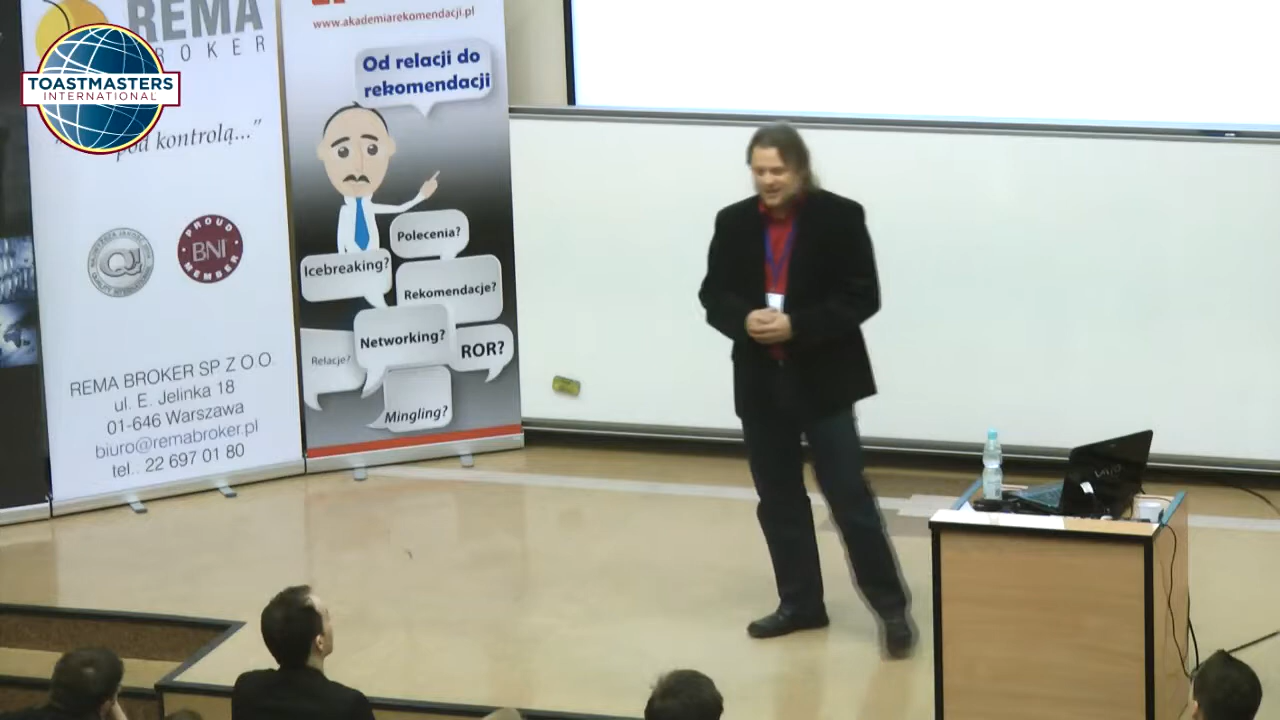 REMA
BROKER
TOASTMASTERS
INTERNATIONAL
pod kontrolą..."
PROUD
BNI
MEMBER
REMA BROKER SP Z O O
ul. E. Jelinka 18
01-646 Warszawa
biuro@remabroker.pl
tel.. 22 697 01 80
www.akademiarekomendacji.pl
Od relacji do
rekomendacji
Polecenia?
Icebreaking?
Rekomendacje?
Networking?
Relacje?
ROR?
Mingling?
VAIO